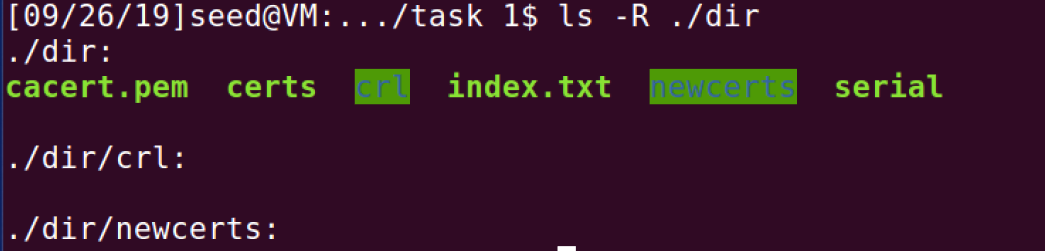 [09/26/19]seed@VM:.../task 1$ ls -R ./dir
./dir:
cacert.pem  certs  crl  index.txt  newcerts  serial
./dir/crl:
./dir/newcerts: